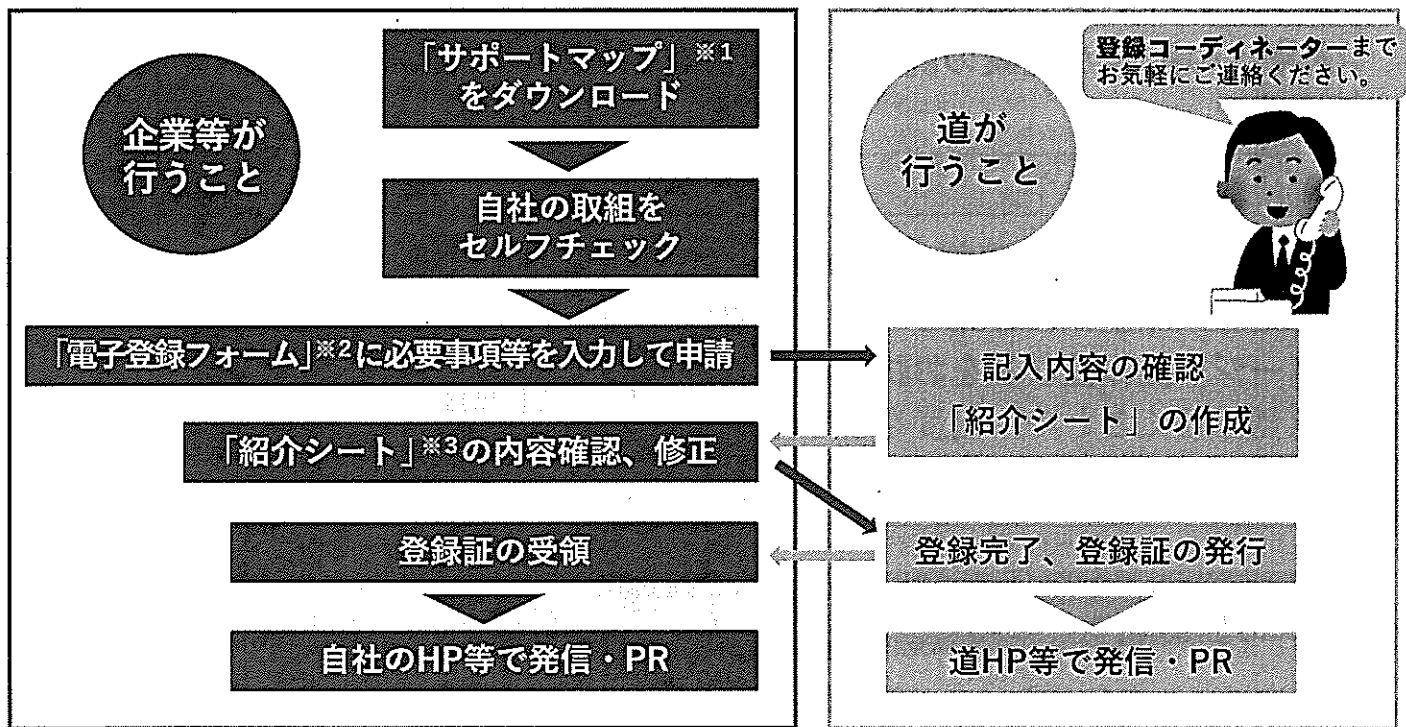 企業等が
行うこと
「サポートマップ」※1
をダウンロード
自社の取組を
セルフチェック
「電子登録フォーム」※2に必要事項等を入力して申請
「紹介シート」※3の内容確認、修正
登録証の受領
自社のHP等で発信・PR
道が
行うこと
登録コーディネーターまで
お気軽にご連絡ください。
記入内容の確認
「紹介シート」の作成
登録完了、登録証の発行
道HP等で発信・PR